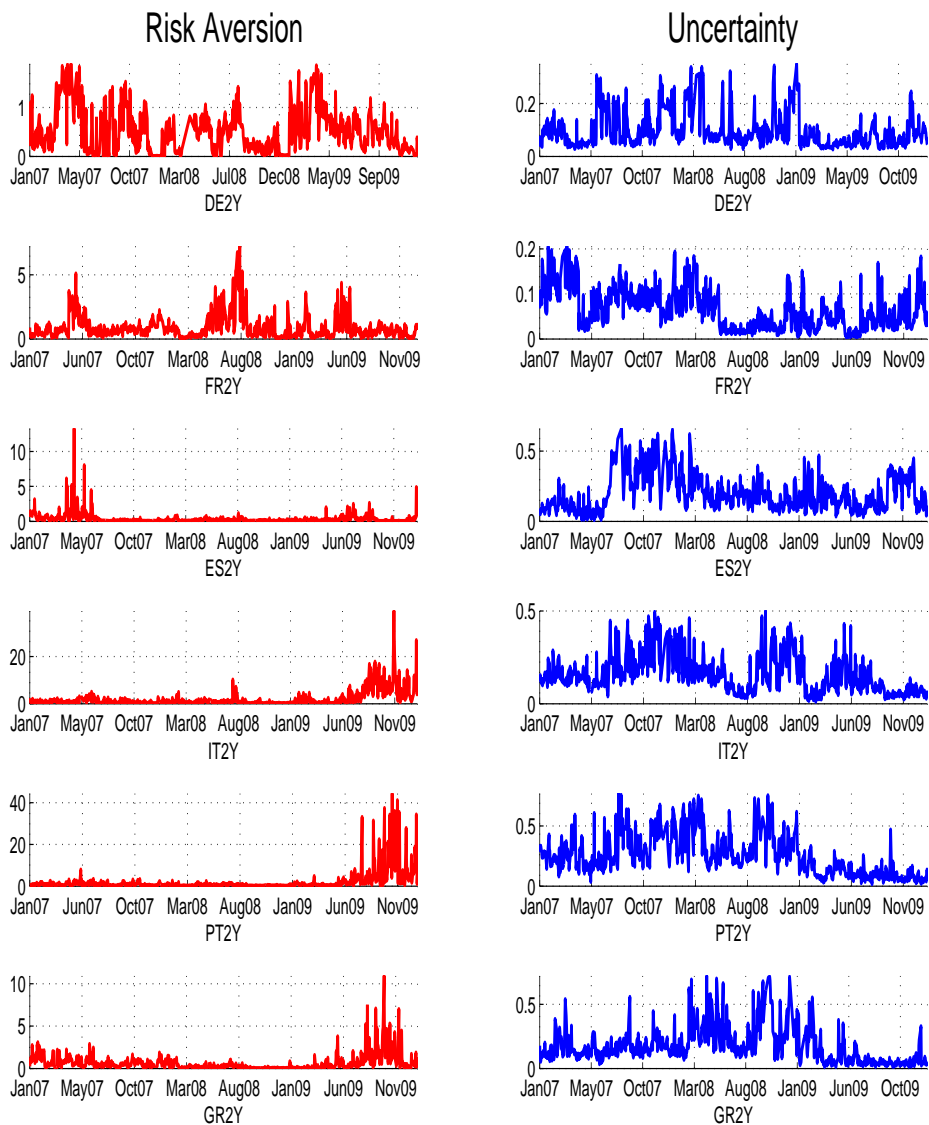 Risk Aversion Uncertainty
1
0
Jan07 May07 Oct07 Mar08 Jul08 Dec08 May09 Sep09
DE2Y
0.2
0
Jan07 May07 Oct07 Mar08 Aug08 Jan09 May09 Oct09
DE2Y
5
0
Jan07 Jun07 Oct07 Mar08 Aug08 Jan09 Jun09 Nov09
FR2Y
0.2
0.1
0
Jan07 May07 Oct07 Mar08 Aug08 Jan09 Jun09 Nov09
FR2Y
10
5
0
Jan07 May07 Oct07 Mar08 Aug08 Jan09 Jun09 Nov09
ES2Y
0.5
0
Jan07 May07 Oct07 Mar08 Aug08 Jan09 Jun09 Nov09
ES2Y
20
0
Jan07 May07 Oct07 Mar08 Aug08 Jan09 Jun09 Nov09
IT2Y
0.5
0
Jan07 May07 Oct07 Mar08 Aug08 Jan09 Jun09 Nov09
IT2Y
40
20
0
Jan07 Jun07 Oct07 Mar08 Aug08 Jan09 Jun09 Nov09
PT2Y
0.5
0
Jan07 May07 Oct07 Mar08 Aug08 Jan09 Jun09 Nov09
PT2Y
10
5
0
Jan07 May07 Oct07 Mar08 Aug08 Jan09 Jun09 Nov09
GR2Y
0.5
0
Jan07 May07 Oct07 Mar08 Aug08 Jan09 Jun09 Oct09
GR2Y